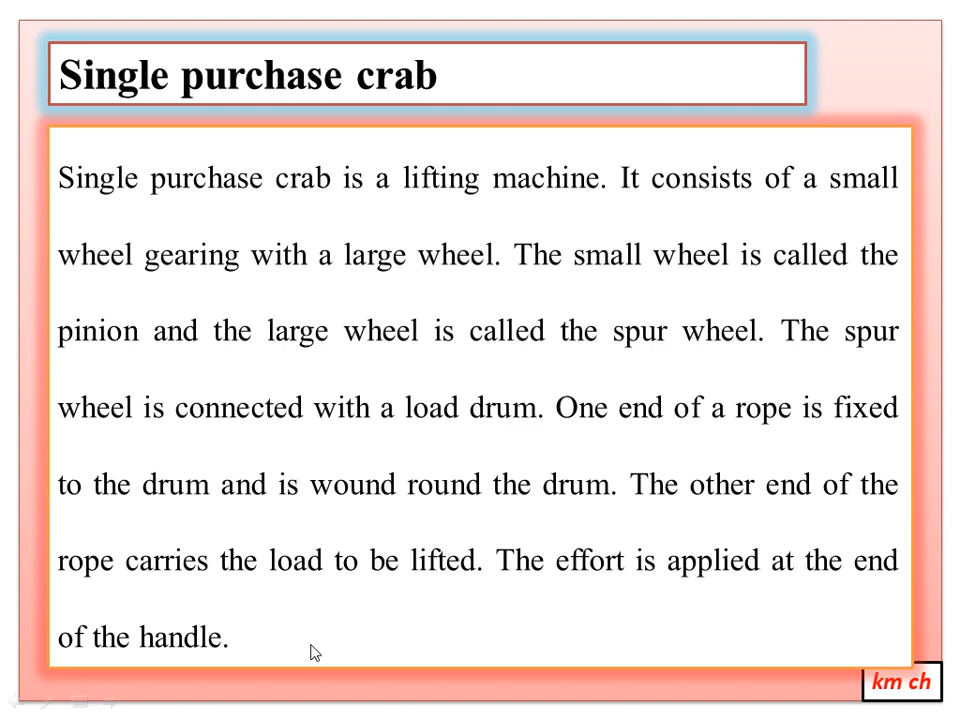 Single purchase crab
Single purchase crab is a lifting machine. It consists of a small
wheel gearing with a large wheel. The small wheel is called the
pinion and the large wheel is called the spur wheel. The spur
wheel is connected with a load drum. One end of a rope is fixed
to the drum and is wound round the drum. The other end of the
rope carries the load to be lifted. The effort is applied at the end
of the handle.
km ch